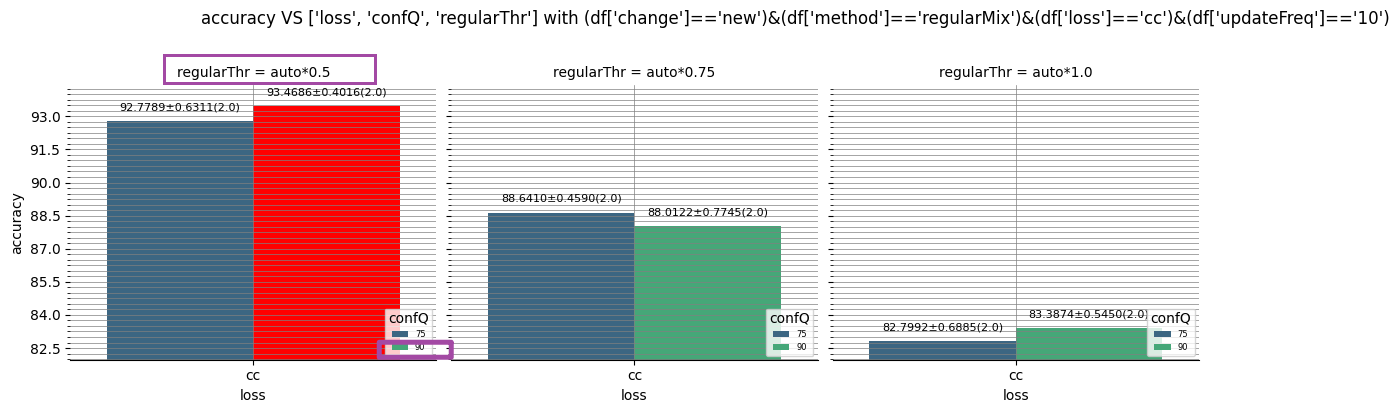 accuracy VS ['loss', 'confQ', 'regularThr'] with (df['change']=='new')&(df['method']=='regularMix')&(df['loss']=='cc')&(df['updateFreq']=='10')
regularThr = auto*0.5
regularThr = auto*0.75
regularThr = auto*1.0
accuracy
93.0
91.5
90.0
88.5
87.0
85.5
84.0
82.5
92.7789±0.6311(2.0)
93.4686±0.4016(2.0)
confQ
75
90
cc
loss
88.6410±0.4590(2.0)
88.0122±0.7745(2.0)
confQ
75
90
cc
loss
82.7992±0.6885(2.0)
83.3874±0.5450(2.0)
confQ
75
90
cc
loss